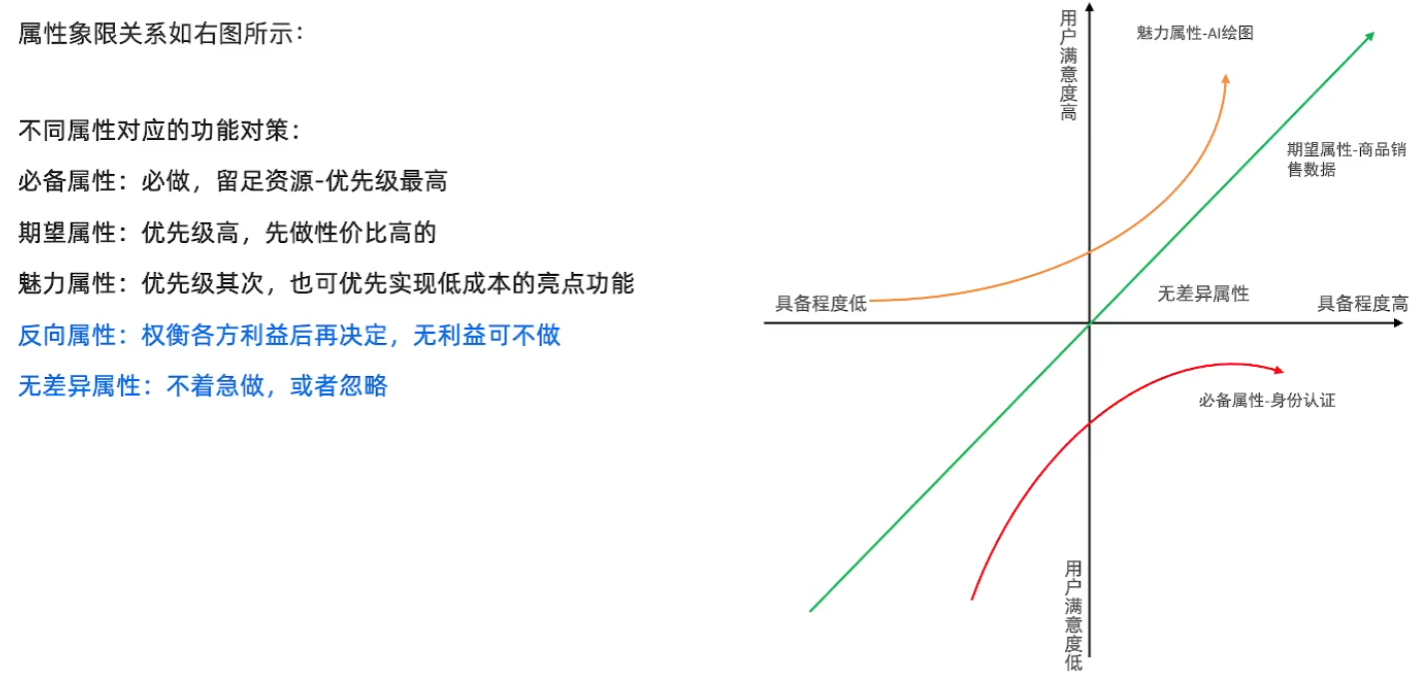 属性象限关系如右图所示：
不同属性对应的功能对策：
必备属性：必做，留足资源-优先级最高
期望属性：优先级高，先做性价比高的
魅力属性：优先级其次，也可优先实现低成本的亮点功能
反向属性：权衡各方利益后再决定，无利益可不做
无差异属性：不着急做，或者忽略
用户满意度高
魅力属性-AI绘图
期望属性-商品销
售数据
具备程度低
无差异属性
具备程度高
必备属性-身份认证
用户满意度低